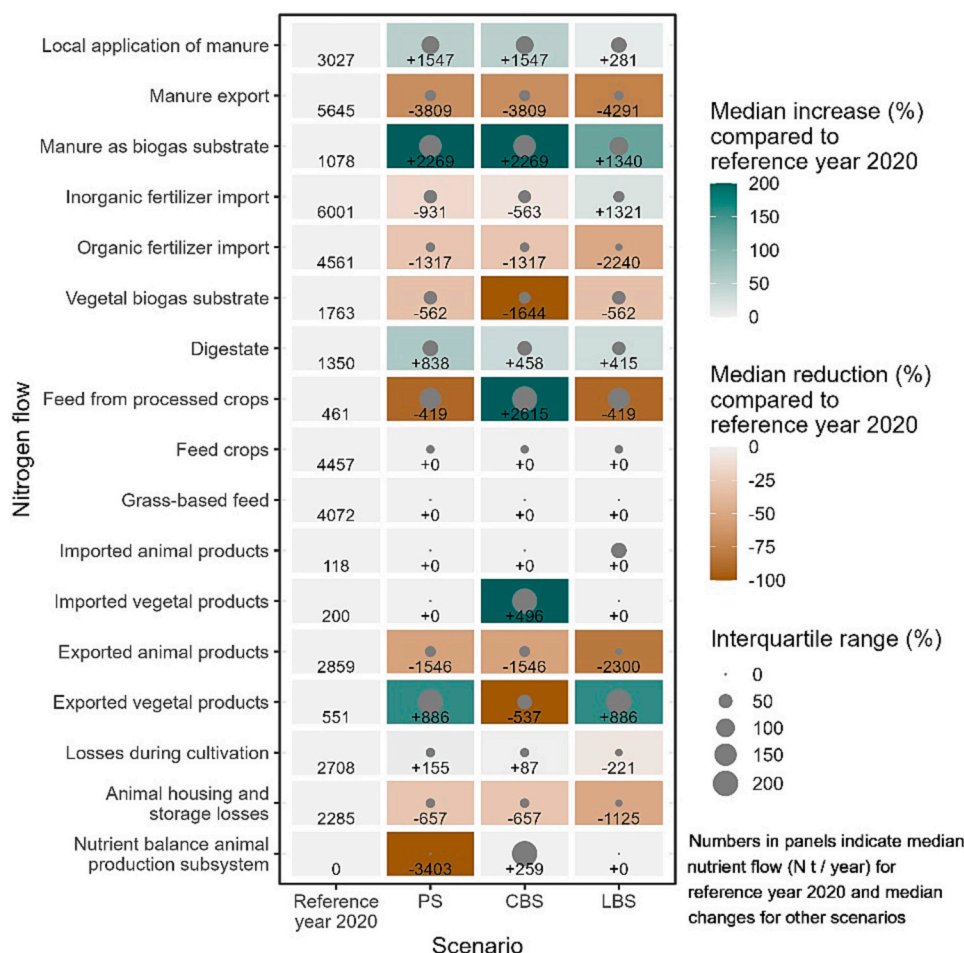 Nitrogen flow
Local application of manure
3027
+1547
+1547
+281
Manure export
5645
-3809
-3809
-4291
Manure as biogas substrate
1078
+2269
+2269
+1340
Inorganic fertilizer import
6001
-931
-563
+1321
Organic fertilizer import
4561
-1317
-1317
-2240
Vegetal biogas substrate
1763
-562
-1644
-562
Digestate
1350
+838
+458
+415
Feed from processed crops
461
-419
+2615
-419
Feed crops
4457
+0
+0
+0
Grass-based feed
4072
+0
+0
+0
Imported animal products
118
+0
+0
+0
Imported vegetal products
200
+0
+496
+0
Exported animal products
2859
-1546
-1546
-2300
Exported vegetal products
551
+886
-537
+886
Losses during cultivation
2708
+155
+87
-221
Animal housing and
storage losses
2285
-657
-657
-1125
Nutrient balance animal
production subsystem
0
-3403
+259
+0
Reference
year 2020
PS
CBS
LBS
Scenario
Median increase (%)
compared to
reference year 2020
200
150
100
50
0
Median reduction (%)
compared to
reference year 2020
0
-25
-50
-75
-100
Interquartile range (%)
0
50
100
150
200
Numbers in panels indicate median
nutrient flow (N t / year) for
reference year 2020 and median
changes for other scenarios